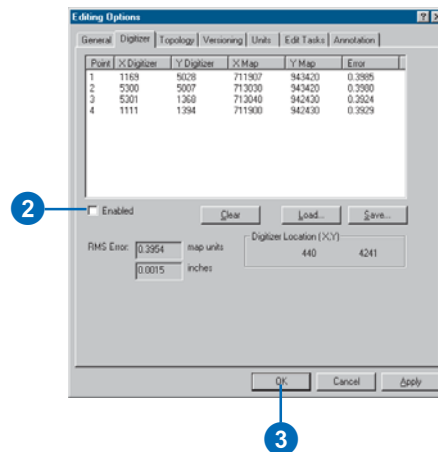 Editing Options
General Digitizer Topology Versioning Units Edit Tasks Annotation
Point X Digitizer Y Digitizer X Map Y Map Error
1 1169 5028 711907 943420 0.3985
2 5300 5007 713030 943420 0.3980
3 5301 1368 713040 942430 0.3924
4 1111 1394 711900 942430 0.3929
2 Enabled Clear Load... Save...
RMS Error: 0.3954 map units
0.0015 inches
Digitizer Location (X,Y)
440 4241
OK Cancel Apply
3